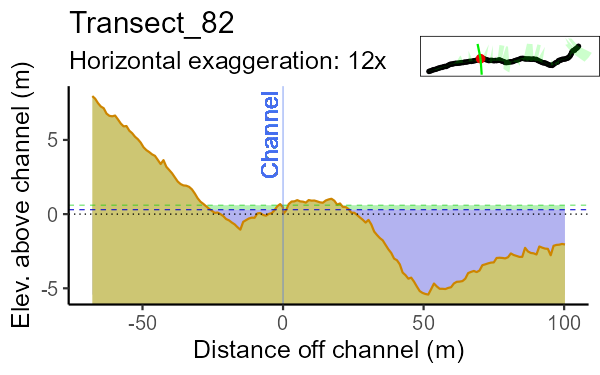 Transect_82
Horizontal exaggeration: 12x
Elev. above channel (m)
Channel
5
0
-5
-50
0
50
100
Distance off channel (m)